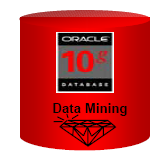 ORACLE
10g
DATABASE
Data Mining